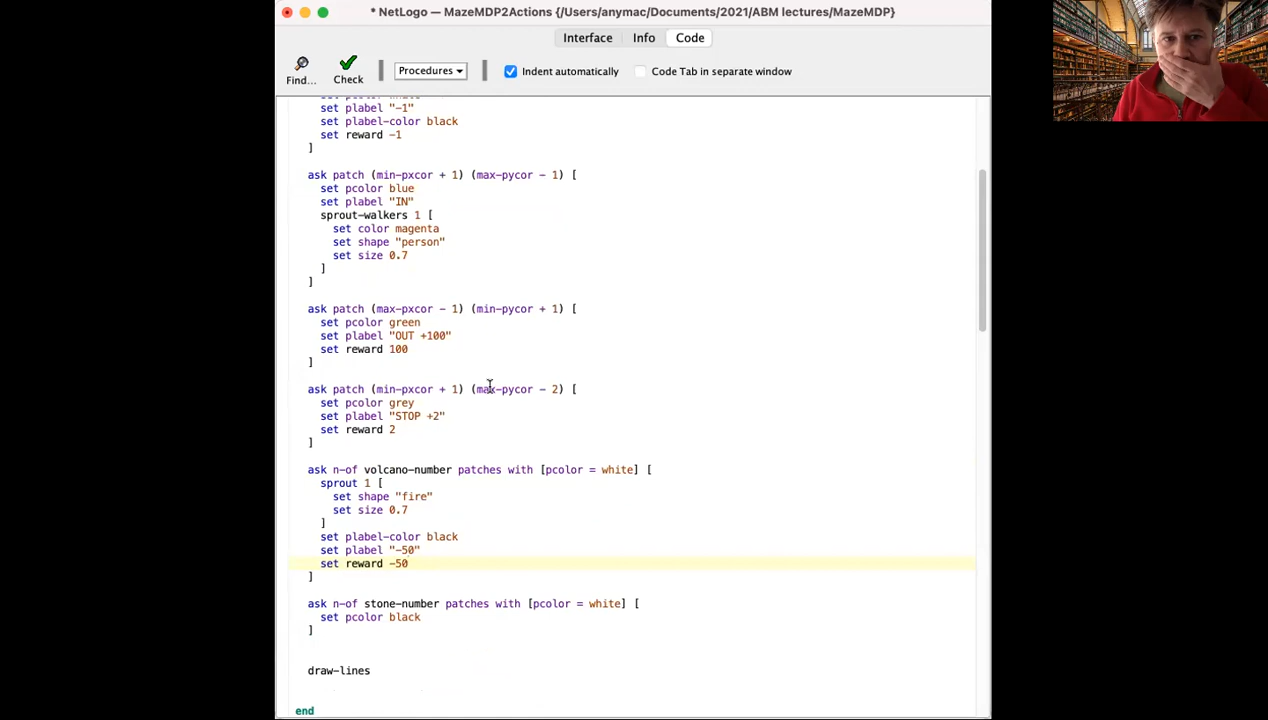 * NetLogo — MazeMDP2Actions {/Users/anymac/Documents/2021/ABM lectures/MazeMDP}
Interface Info Code
Find... Check Procedures Indent automatically Code Tab in separate window
set plabel "-1"
set plabel-color black
set reward -1
]
ask patch (min-pxcor + 1) (max-pycor - 1) [
set pcolor blue
set plabel "IN"
sprout-walkers 1 [
set color magenta
set shape "person"
set size 0.7
]
]
ask patch (max-pxcor - 1) (min-pycor + 1) [
set pcolor green
set plabel "OUT +100"
set reward 100
]
ask patch (min-pxcor + 1) (max-pycor - 2) [
set pcolor grey
set plabel "STOP +2"
set reward 2
]
ask n-of volcano-number patches with [pcolor = white] [
sprout 1 [
set shape "fire"
set size 0.7
]
set plabel-color black
set plabel "-50"
set reward -50
]
ask n-of stone-number patches with [pcolor = white] [
set pcolor black
]
draw-lines
end